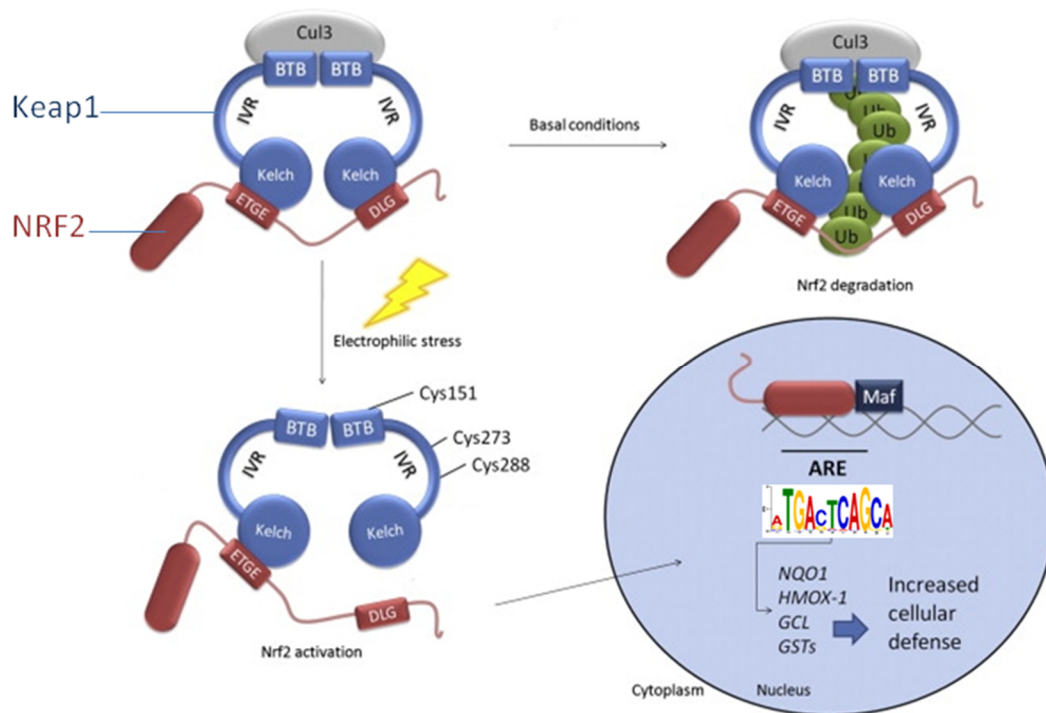 Cul3
BTB BTB
Keap1
IVR
IVR
Kelch
Kelch
NRF2
ETGE
DLG
Basal conditions
Cul3
BTB BTB
Ub
Ub
IVR
IVR
Ub
Kelch
Kelch
ETGE
Ub
DLG
Ub
Nrf2 degradation
Electrophilic stress
Cys151
BTB BTB
Cys273
IVR
IVR
Cys288
Kelch
Kelch
ETGE
DLG
Nrf2 activation
Maf
ARE
ATGACTCAGCA
NQO1
HMOX-1
GCL
GSTs
Increased
cellular
defense
Cytoplasm
Nucleus